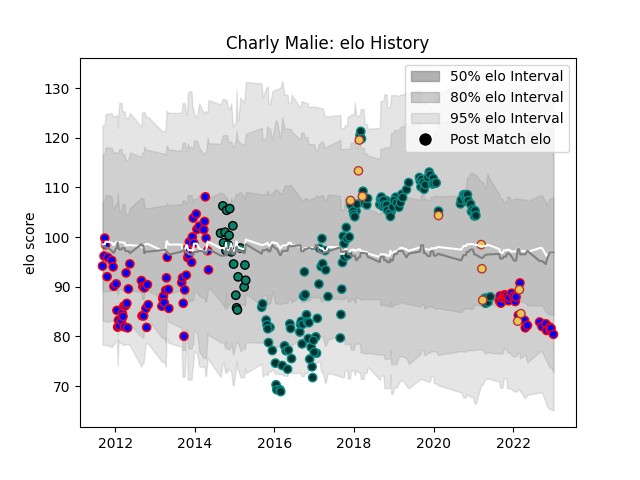 Charly Malie: elo History
50% elo Interval
80% elo Interval
95% elo Interval
Post Match elo
elo score
130
120
110
100
90
80
70
2012
2014
2016
2018
2020
2022